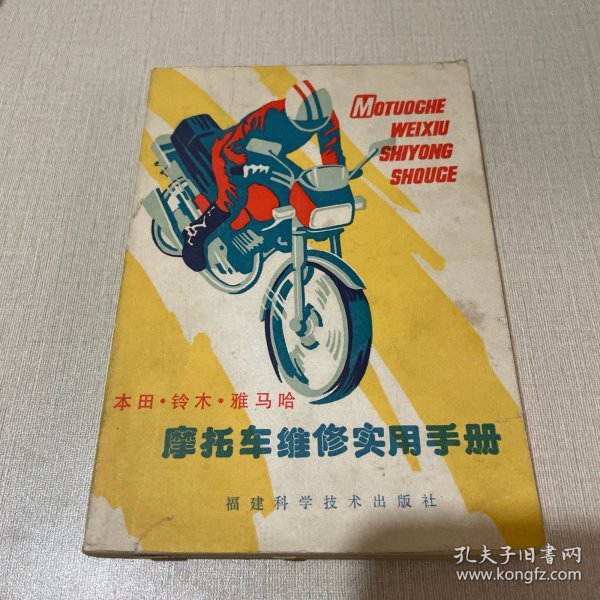 MOTUOCHE
WEIXIU
SHIYONG
SHOUCE
本田·铃木·雅马哈
摩托车维修实用手册
福建科学技术出版社
孔夫子旧书网
www.kongfz.com